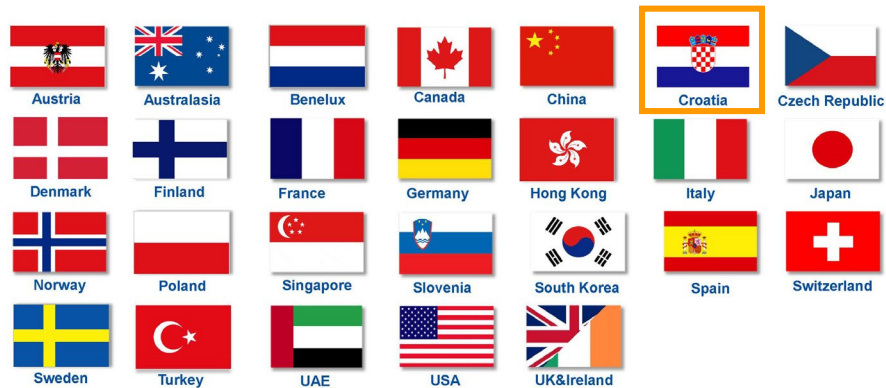 Austria
Australasia
Benelux
Canada
China
Croatia
Czech Republic
Denmark
Finland
France
Germany
Hong Kong
Italy
Japan
Norway
Poland
Singapore
Slovenia
South Korea
Spain
Switzerland
Sweden
Turkey
UAE
USA
UK&Ireland